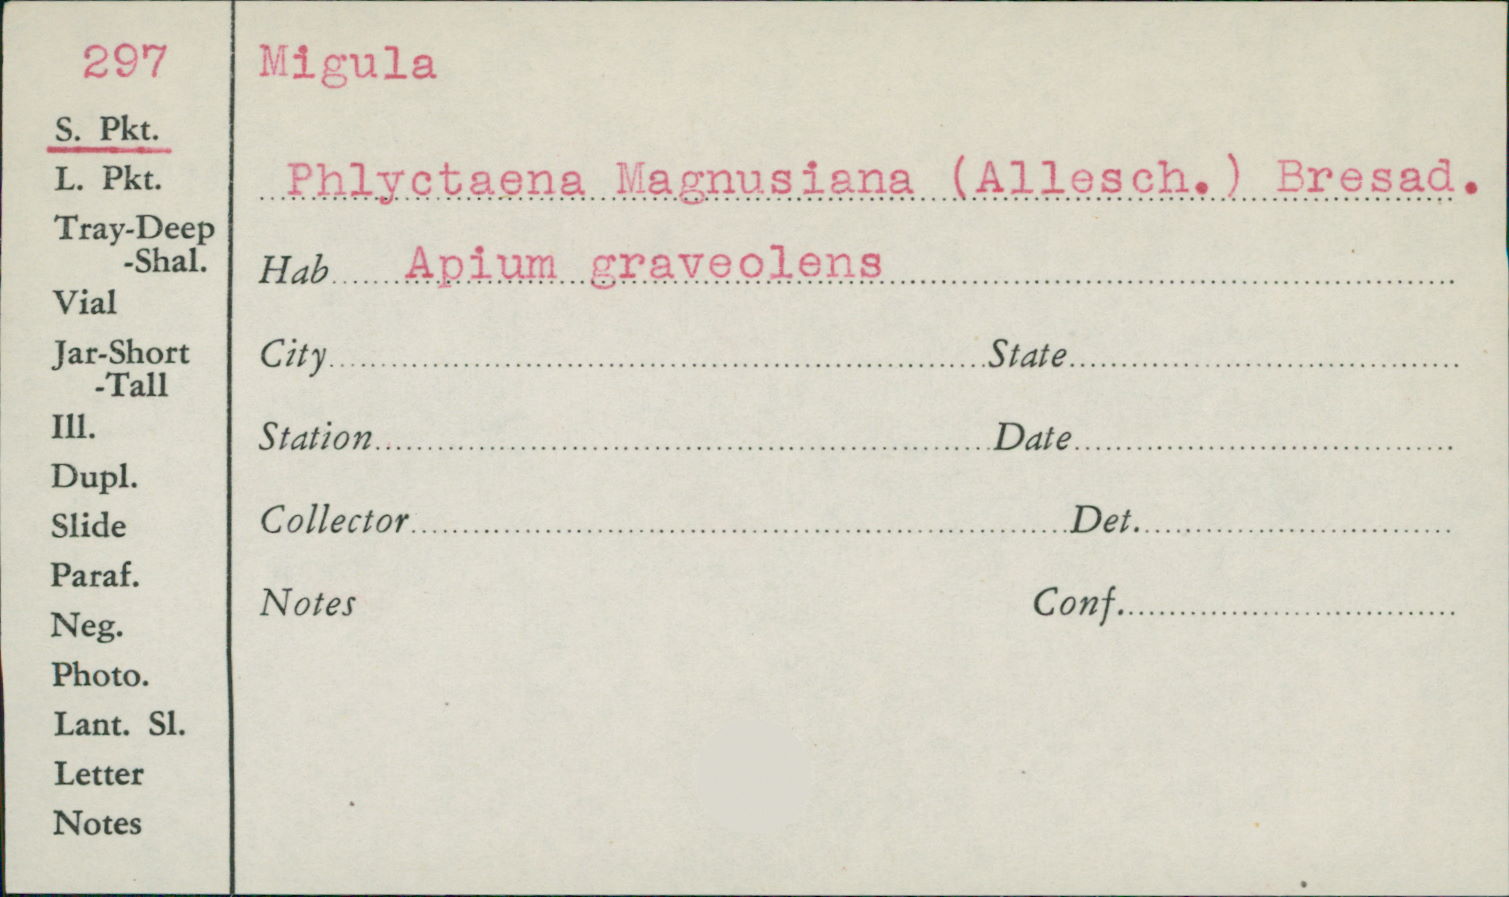 297
S. Pkt.
L. Pkt.
Tray-Deep
-Shal.
Vial
Jar-Short
-Tall
Ill.
Dupl.
Slide
Paraf.
Neg.
Photo.
Lant. Sl.
Letter
Notes
Migula
Phlyctaena Magnusiana (Allesch.) Bresad.
Hab Apium graveolens
City State
Station Date
Collector Det.
Notes Conf.